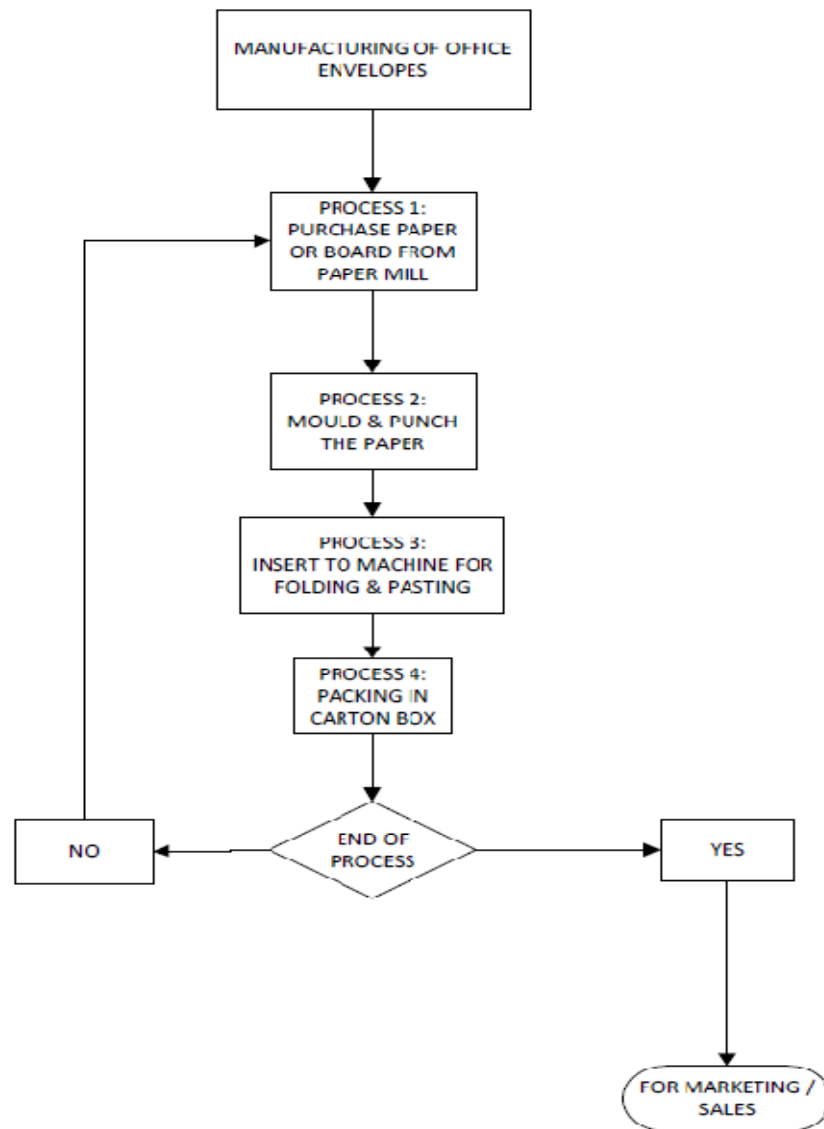 MANUFACTURING OF OFFICE
ENVELOPES
PROCESS 1:
PURCHASE PAPER
OR BOARD FROM
PAPER MILL
PROCESS 2:
MOULD & PUNCH
THE PAPER
PROCESS 3:
INSERT TO MACHINE FOR
FOLDING & PASTING
PROCESS 4:
PACKING IN
CARTON BOX
END OF
PROCESS
NO
YES
FOR MARKETING /
SALES